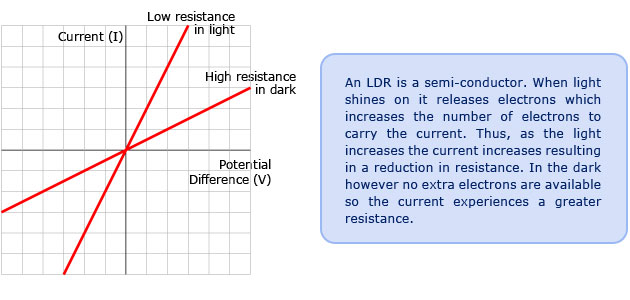 Low resistance
in light
Current (I)
High resistance
in dark
Potential
Difference (V)
An LDR is a semi-conductor. When light
shines on it releases electrons which
increases the number of electrons to
carry the current. Thus, as the light
increases the current increases resulting
in a reduction in resistance. In the dark
however no extra electrons are available
so the current experiences a greater
resistance.